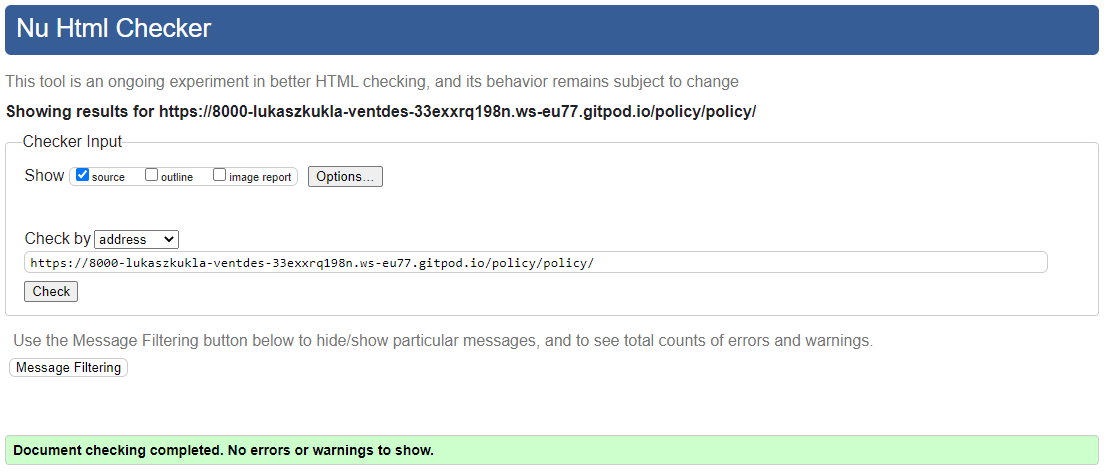 Nu Html Checker
This tool is an ongoing experiment in better HTML checking, and its behavior remains subject to change
Showing results for https://8000-lukaszkukla-ventdes-33exxrq198n.ws-eu77.gitpod.io/policy/policy/
Checker Input
Show source outline image report Options...
Check by address
https://8000-lukaszkukla-ventdes-33exxrq198n.ws-eu77.gitpod.io/policy/policy/
Check
Use the Message Filtering button below to hide/show particular messages, and to see total counts of errors and warnings.
Message Filtering
Document checking completed. No errors or warnings to show.